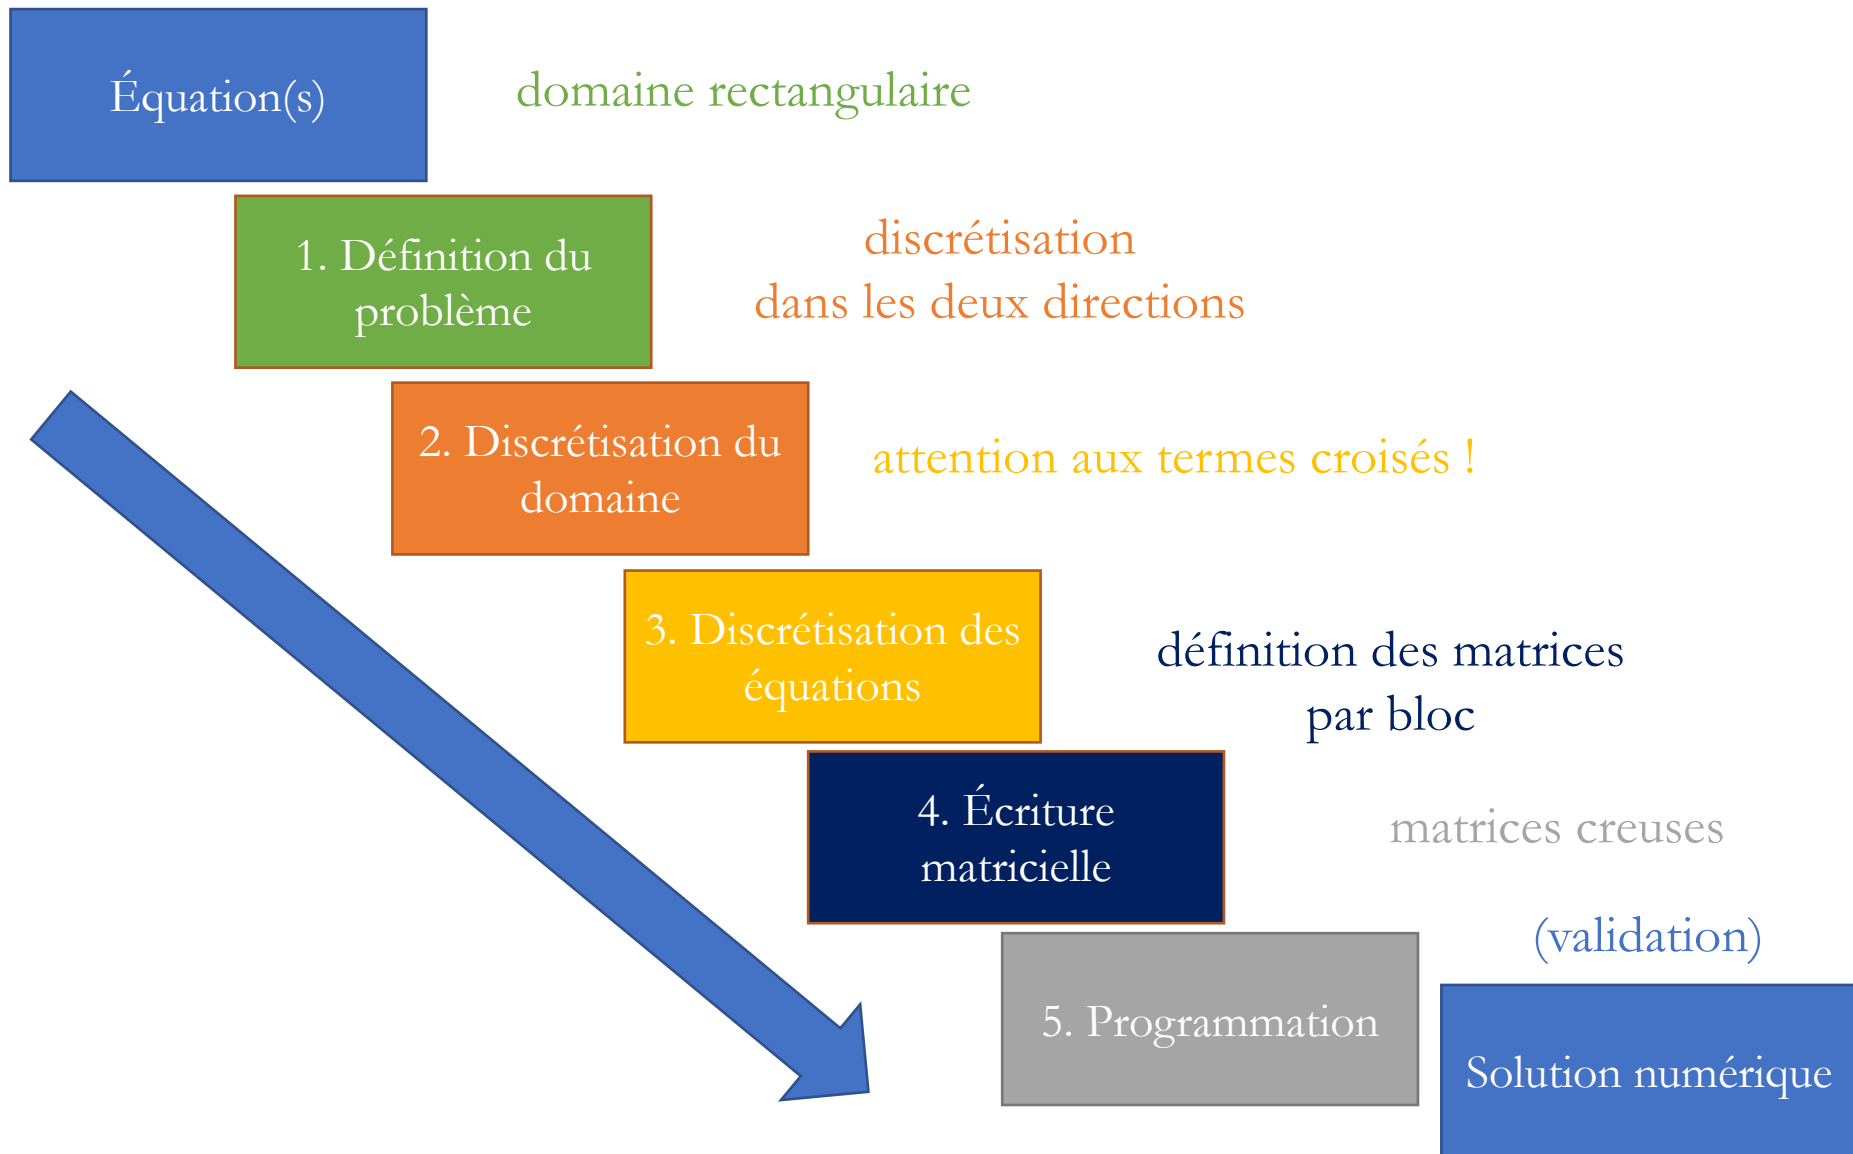 Équation(s)
domaine rectangulaire
1. Définition du
problème
discrétisation
dans les deux directions
2. Discrétisation du
domaine
attention aux termes croisés !
3. Discrétisation des
équations
définition des matrices
par bloc
4. Écriture
matricielle
matrices creuses
5. Programmation
(validation)
Solution numérique